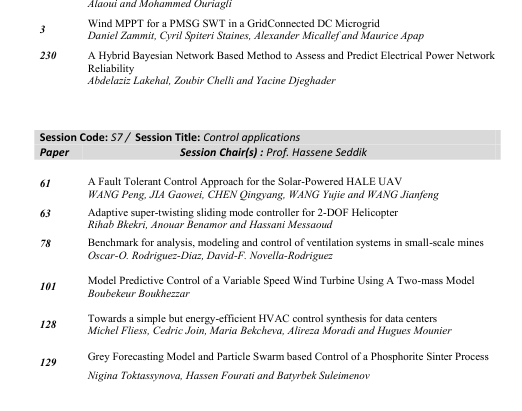 Alaoui and Mohammed Ouriagli
3 Wind MPPT for a PMSG SWT in a GridConnected DC Microgrid
Daniel Zammit, Cyril Spiteri Staines, Alexander Micallef and Maurice Apap
230 A Hybrid Bayesian Network Based Method to Assess and Predict Electrical Power Network
Reliability
Abdelaziz Lakehal, Zoubir Chelli and Yacine Djeghader
Session Code: S7 / Session Title: Control applications
Paper Session Chair(s) : Prof. Hassene Seddik
61 A Fault Tolerant Control Approach for the Solar-Powered HALE UAV
WANG Peng, JIA Gaowei, CHEN Qingyang, WANG Yujie and WANG Jianfeng
63 Adaptive super-twisting sliding mode controller for 2-DOF Helicopter
Rihab Bkekri, Anouar Benamor and Hassani Messaoud
78 Benchmark for analysis, modeling and control of ventilation systems in small-scale mines
Oscar-O. Rodriguez-Diaz, David-F. Novella-Rodriguez
101 Model Predictive Control of a Variable Speed Wind Turbine Using A Two-mass Model
Boubekeur Boukhezzar
128 Towards a simple but energy-efficient HVAC control synthesis for data centers
Michel Fliess, Cedric Join, Maria Bekcheva, Alireza Moradi and Hugues Mounier
129 Grey Forecasting Model and Particle Swarm based Control of a Phosphorite Sinter Process
Nigina Toktassynova, Hassen Fourati and Batyrbek Suleimenov